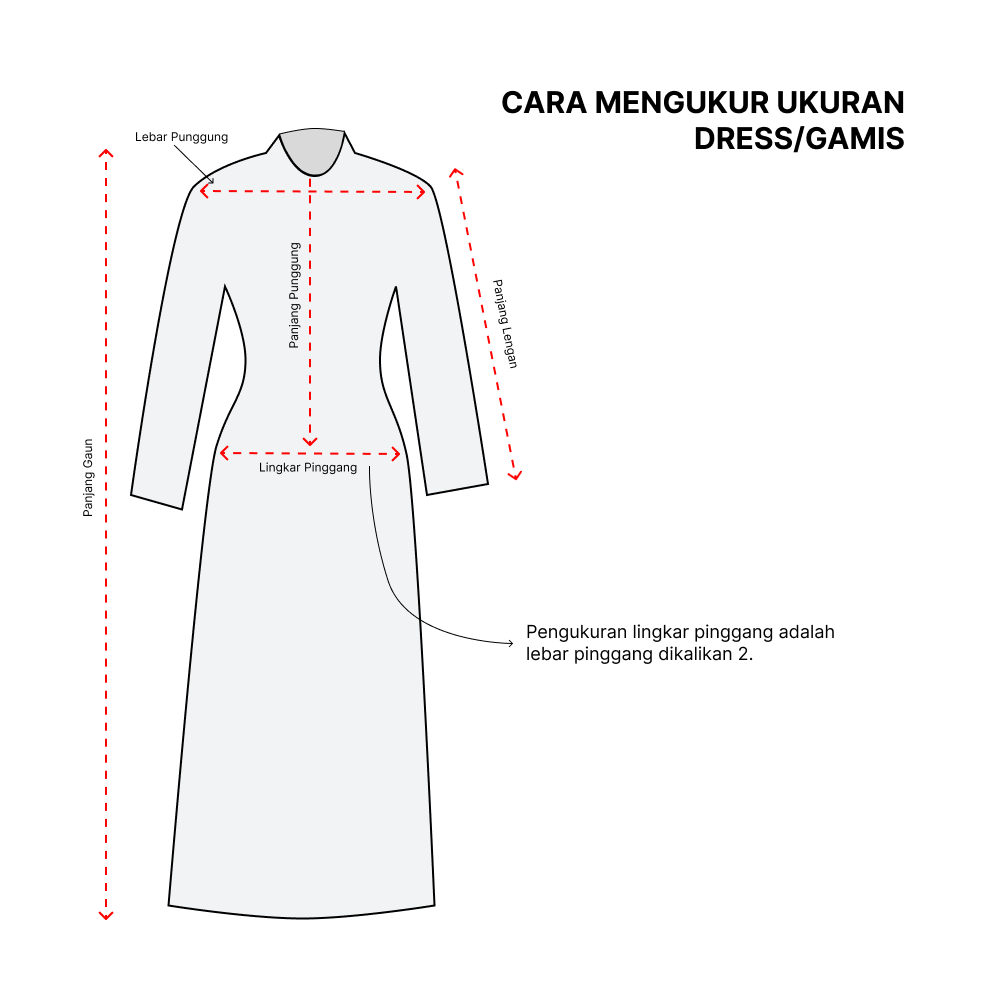 CARA MENGUKUR UKURAN
DRESS/GAMIS
Lebar Punggung
Panjang Punggung
Panjang Lengan
Panjang Gaun
Lingkar Pinggang
Pengukuran lingkar pinggang adalah
lebar pinggang dikalikan 2.